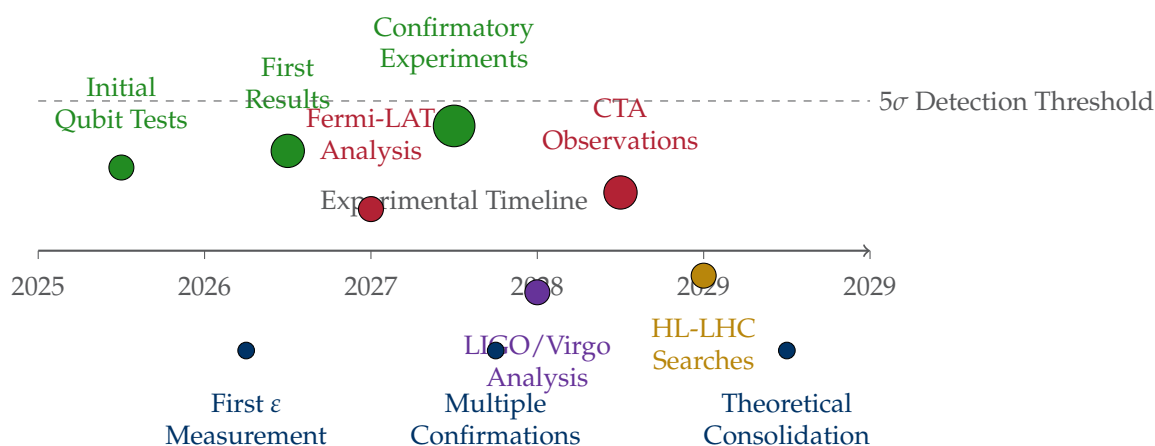 Confirmatory
Experiments
First
Results
Initial
Qubit Tests
5σ Detection Threshold
Fermi-LAT
Analysis
CTA
Observations
Experimental Timeline
2025
2026
2027
2028
2029
2029
HL-LHC
Searches
LIGO/Virgo
Analysis
First ε
Measurement
Multiple
Confirmations
Theoretical
Consolidation